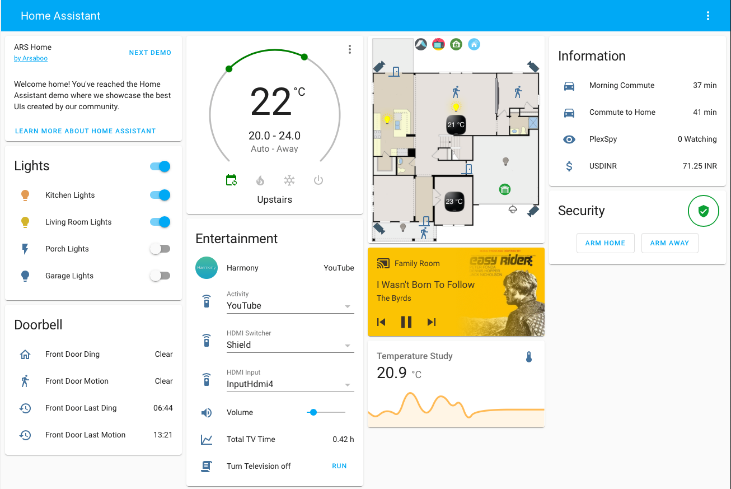 Home Assistant
ARS Home
by Arsaboo
NEXT DEMO
Welcome home! You've reached the Home
Assistant demo where we showcase the best
UIs created by our community.
LEARN MORE ABOUT HOME ASSISTANT
Lights
Kitchen Lights
Living Room Lights
Porch Lights
Garage Lights
Doorbell
Front Door Ding Clear
Front Door Motion Clear
Front Door Last Ding 06:44
Front Door Last Motion 13:21
22 °C
20.0 - 24.0
Auto - Away
Upstairs
Entertainment
Harmony Harmony YouTube
Activity
YouTube
HDMI Switcher
Shield
HDMI Input
InputHdmi4
Volume
Total TV Time 0.42 h
Turn Television off RUN
21 °C
23 °C
Family Room
easy rider
I Wasn't Born To Follow
The Byrds
Temperature Study
20.9 °C
Information
Morning Commute 37 min
Commute to Home 41 min
PlexSpy 0 Watching
USDINR 71.25 INR
Security
ARM HOME ARM AWAY